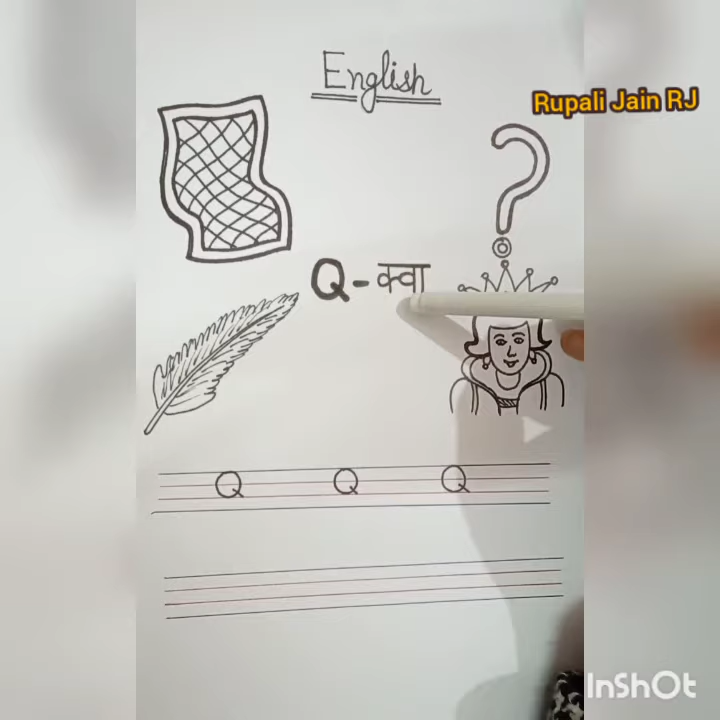 English
Rupali Jain RJ
Q - क्वा
Q Q Q
InShOt